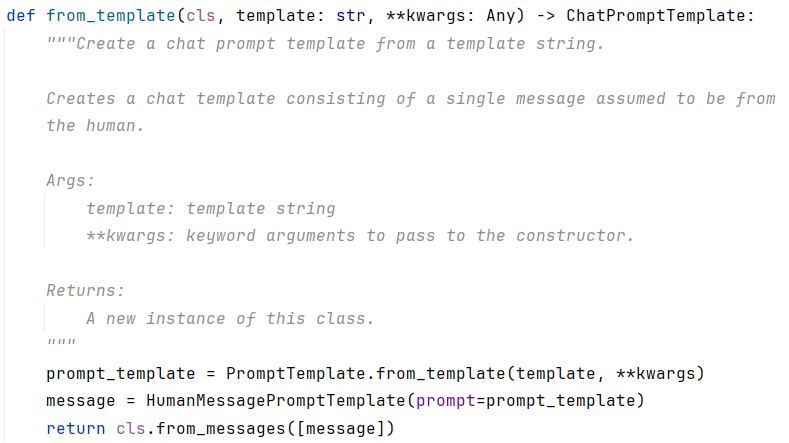 def from_template(cls, template: str, **kwargs: Any) -> ChatPromptTemplate:
"""Create a chat prompt template from a template string.
Creates a chat template consisting of a single message assumed to be from
the human.
Args:
template: template string
**kwargs: keyword arguments to pass to the constructor.
Returns:
A new instance of this class.
"""
prompt_template = PromptTemplate.from_template(template, **kwargs)
message = HumanMessagePromptTemplate(prompt=prompt_template)
return cls.from_messages([message])